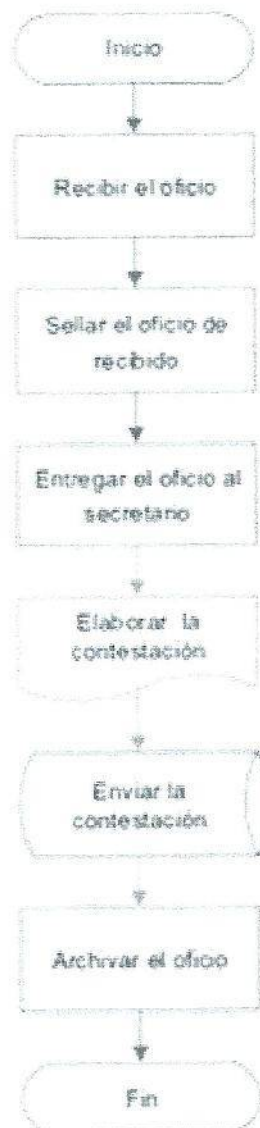 Inicio
Recibir el oficio
Sellar el oficio de
recibido
Entregar el oficio al
secretario
Elaborar la
contestación
Enviar la
contestación
Archivar el oficio
Fin